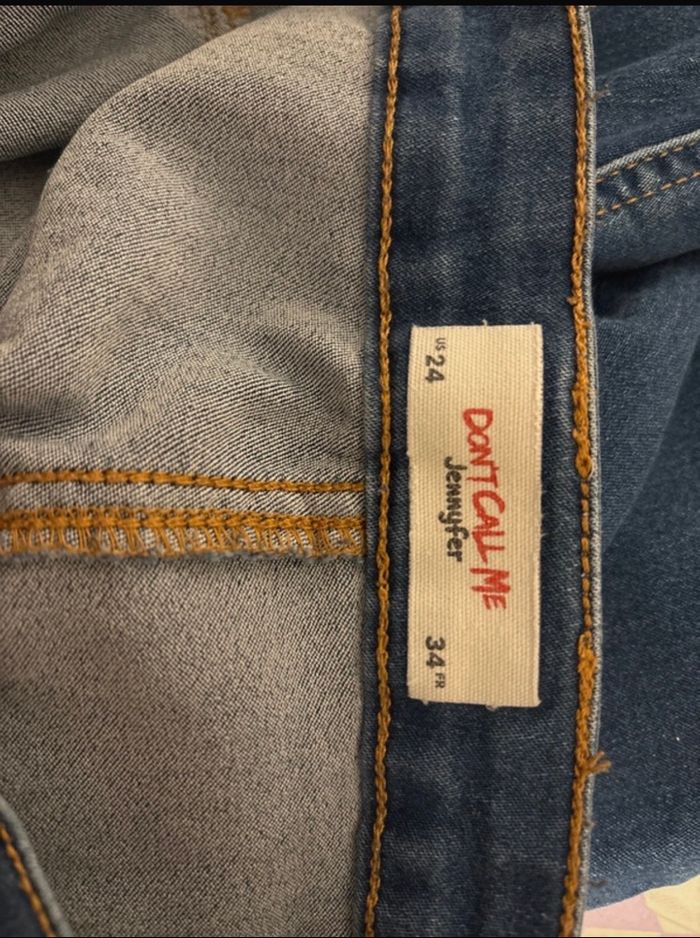 US 24
DON'T CALL ME
Jennyfer
34 FR